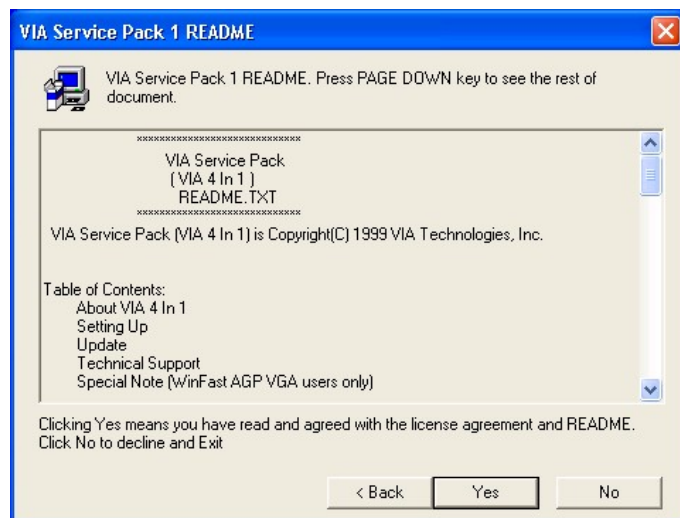 VIA Service Pack 1 README
VIA Service Pack 1 README. Press PAGE DOWN key to see the rest of
document.
xxxxxxxxxxxxxxxxxxxxxxxxxxxx
VIA Service Pack
( VIA 4 In 1 )
README.TXT
xxxxxxxxxxxxxxxxxxxxxxxxxxxx
VIA Service Pack (VIA 4 In 1) is Copyright(C) 1999 VIA Technologies, Inc.
Table of Contents:
About VIA 4 In 1
Setting Up
Update
Technical Support
Special Note (WinFast AGP VGA users only)
Clicking Yes means you have read and agreed with the license agreement and README.
Click No to decline and Exit
< Back
Yes
No